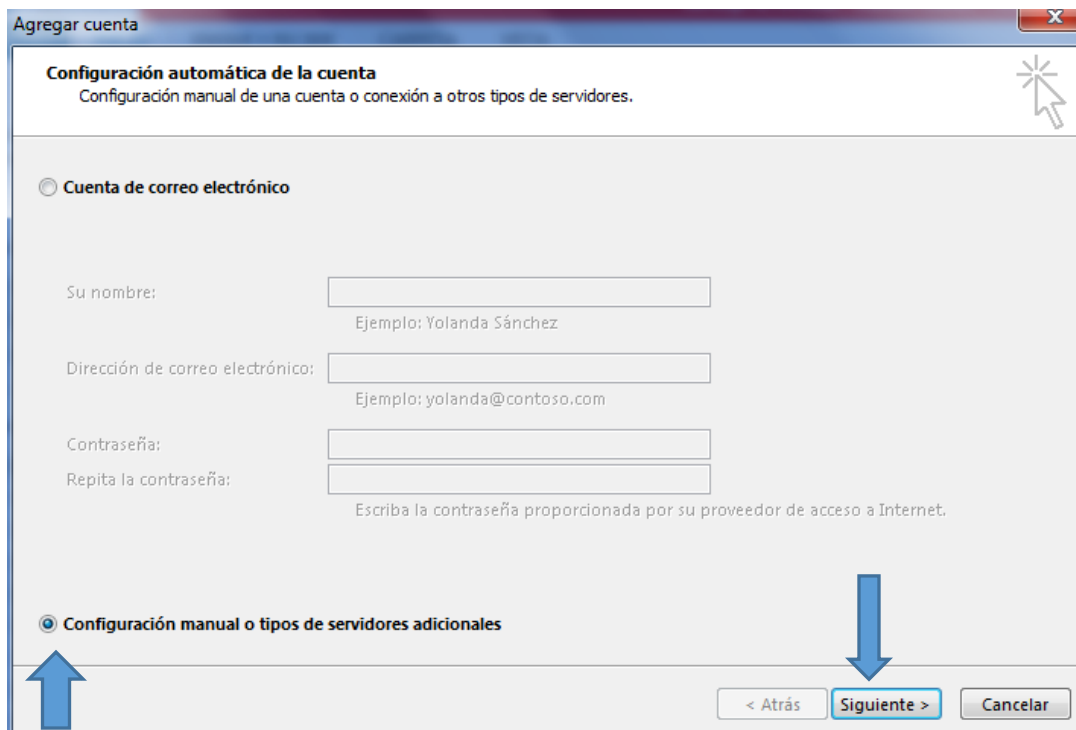 Agregar cuenta
X
Configuración automática de la cuenta
Configuración manual de una cuenta o conexión a otros tipos de servidores.
Cuenta de correo electrónico
Su nombre:
Ejemplo: Yolanda Sánchez
Dirección de correo electrónico:
Ejemplo: yolanda@contoso.com
Contraseña:
Repita la contraseña:
Escriba la contraseña proporcionada por su proveedor de acceso a Internet.
Configuración manual o tipos de servidores adicionales
< Atrás Siguiente > Cancelar